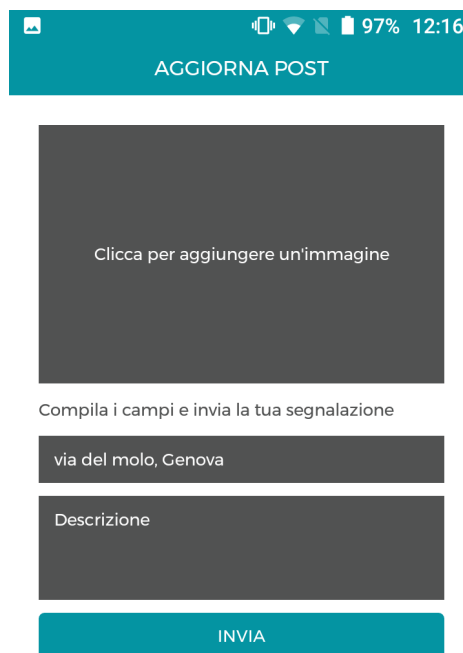 97% 12:16
AGGIORNA POST
Clicca per aggiungere un'immagine
Compila i campi e invia la tua segnalazione
via del molo, Genova
Descrizione
INVIA